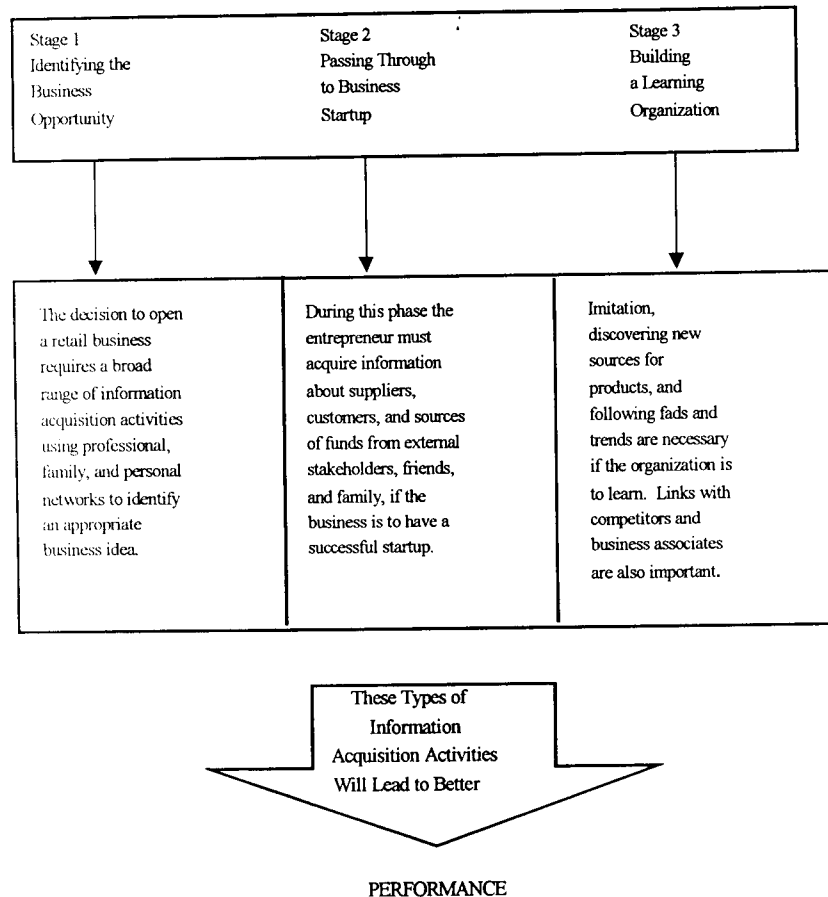 Stage 1
Identifying the
Business
Opportunity
Stage 2
Passing Through
to Business
Startup
Stage 3
Building
a Learning
Organization
The decision to open
a retail business
requires a broad
range of information
acquisition activities
using professional,
family, and personal
networks to identify
an appropriate
business idea.
During this phase the
entrepreneur must
acquire information
about suppliers,
customers, and sources
of funds from external
stakeholders, friends,
and family, if the
business is to have a
successful startup.
Imitation,
discovering new
sources for
products, and
following fads and
trends are necessary
if the organization is
to learn. Links with
competitors and
business associates
are also important.
These Types of
Information
Acquisition Activities
Will Lead to Better
PERFORMANCE